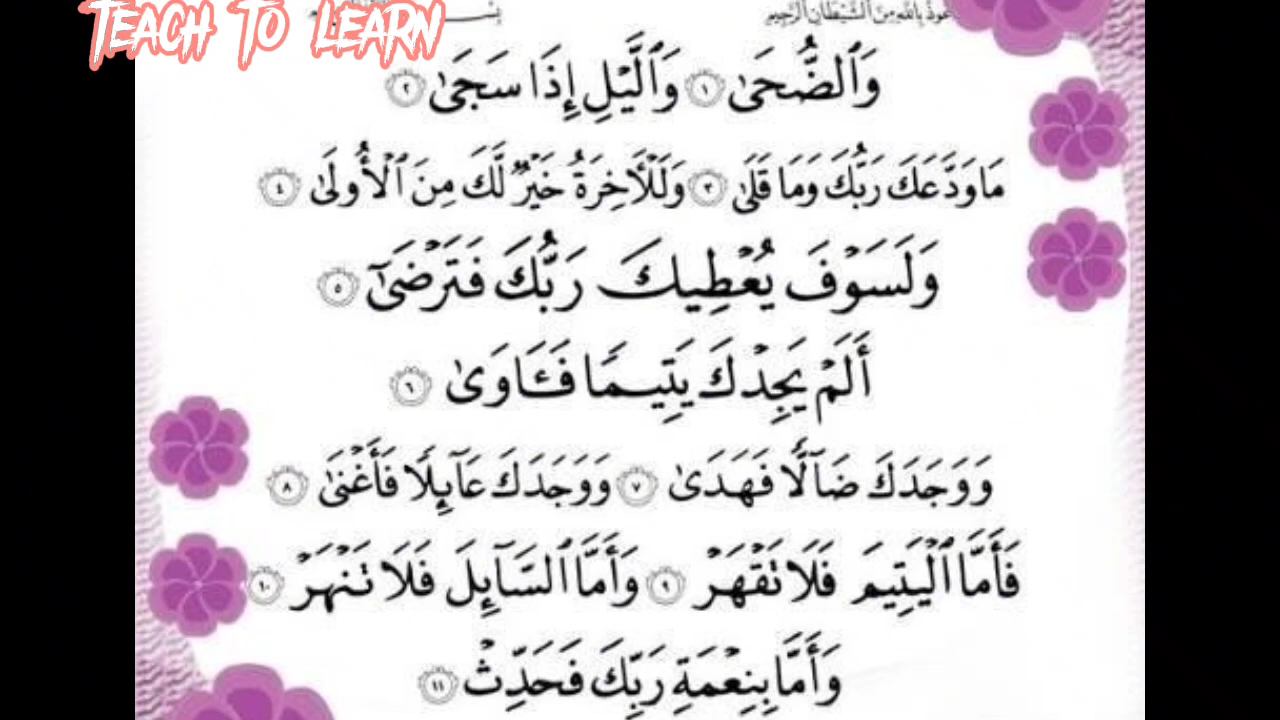 TEACH TO LEARN
أعوذ بالله من الشيطان الرجيم
وَٱلضُّحَىٰ ١ وَٱلَّيْلِ إِذَا سَجَىٰ ٢
مَا وَدَّعَكَ رَبُّكَ وَمَا قَلَىٰ ٣ وَلَلْأَخِرَةُ خَيْرٌ لَّكَ مِنَ ٱلْأُولَىٰ ٤
وَلَسَوْفَ يُعْطِيكَ رَبُّكَ فَتَرْضَىٰٓ ٥
أَلَمْ يَجِدْكَ يَتِيمًا فَـَٔاوَىٰ ٦
وَوَجَدَكَ ضَآلًّا فَهَدَىٰ ٧ وَوَجَدَكَ عَآئِلًا فَأَغْنَىٰ ٨
فَأَمَّا ٱلْيَتِيمَ فَلَا تَقْهَرْ ٩ وَأَمَّا ٱلسَّآئِلَ فَلَا تَنْهَرْ ١٠
وَأَمَّا بِنِعْمَةِ رَبِّكَ فَحَدِّثْ ١١